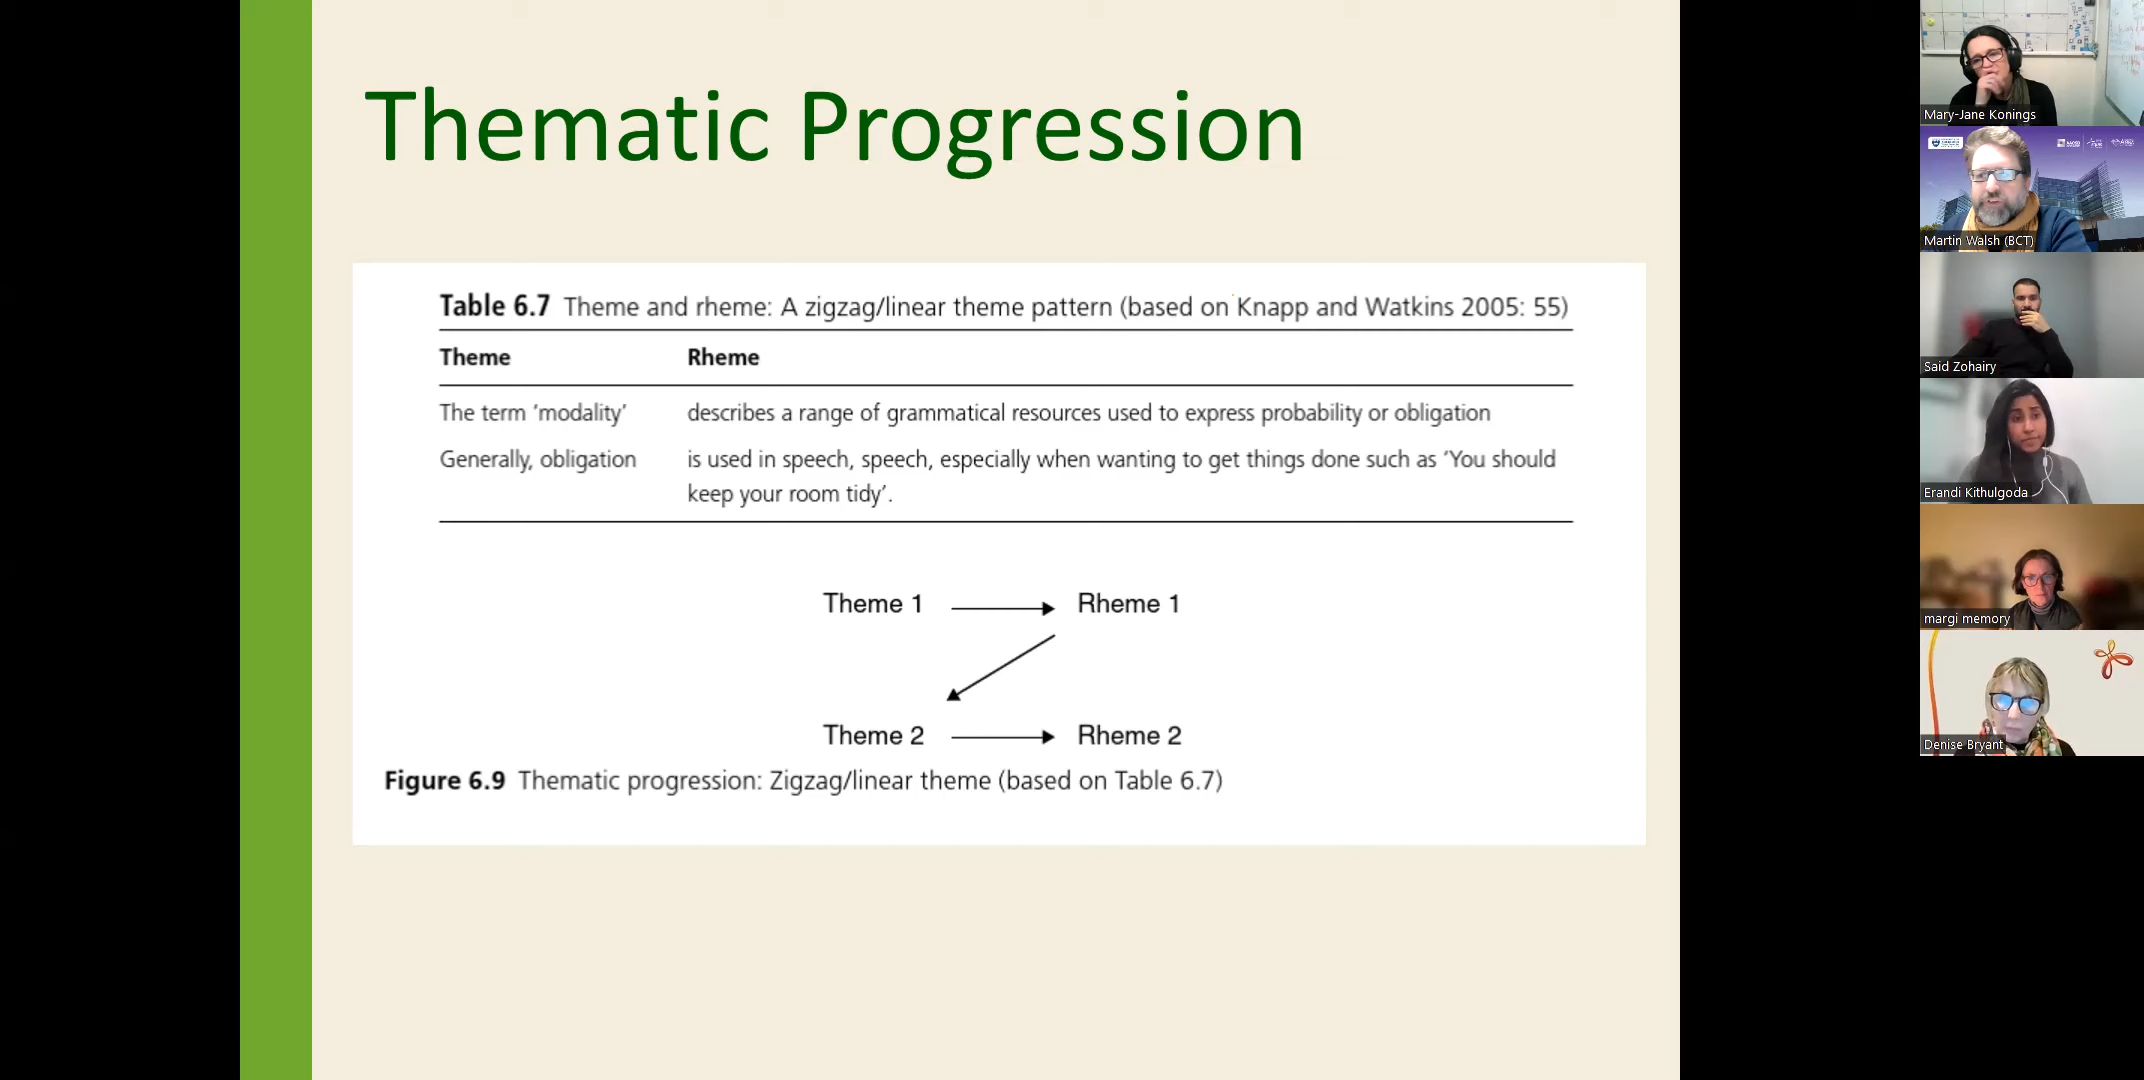 Thematic Progression
Table 6.7 Theme and rheme: A zigzag/linear theme pattern (based on Knapp and Watkins 2005: 55)
Theme Rheme
The term ‘modality’ describes a range of grammatical resources used to express probability or obligation
Generally, obligation is used in speech, speech, especially when wanting to get things done such as ‘You should
keep your room tidy’.
Theme 1 Rheme 1
Theme 2 Rheme 2
Figure 6.9 Thematic progression: Zigzag/linear theme (based on Table 6.7)
Mary-Jane Konings
Martin Walsh (BCT)
Said Zohairy
Erandi Kithulgoda
margi memory
Denise Bryant